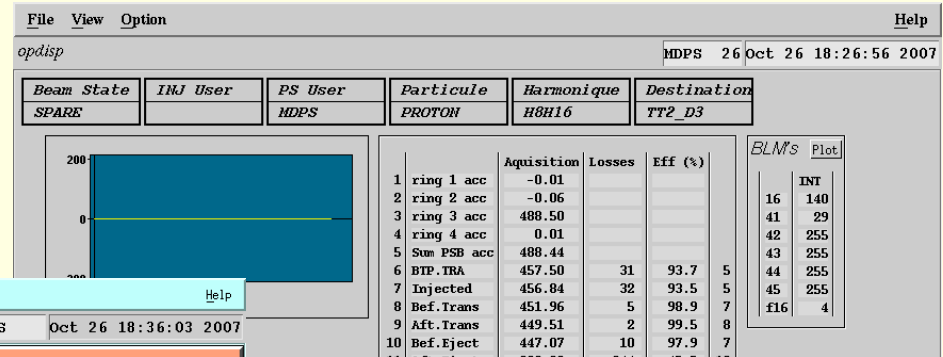 File View Option Help
opdisp MDPS 26 Oct 26 18:26:56 2007
Beam State INJ User PS User Particule Harmonique Destination
SPARE MDPS PROTON H8H16 TT2_D3
BLM's Plot
200
0
Aquisition Losses Eff (%)
1 ring 1 acc -0.01
2 ring 2 acc -0.06
3 ring 3 acc 488.50
4 ring 4 acc 0.01
5 Sum PSB acc 488.44
6 BTP.TRA 457.50 31 93.7 5
7 Injected 456.84 32 93.5 5
8 Bef.Trans 451.96 5 98.9 7
9 Aft.Trans 449.51 2 99.5 8
10 Bef.Eject 447.07 10 97.9 7
INT
16 140
41 29
42 255
43 255
44 255
45 255
f16 4
Help
S Oct 26 18:36:03 2007